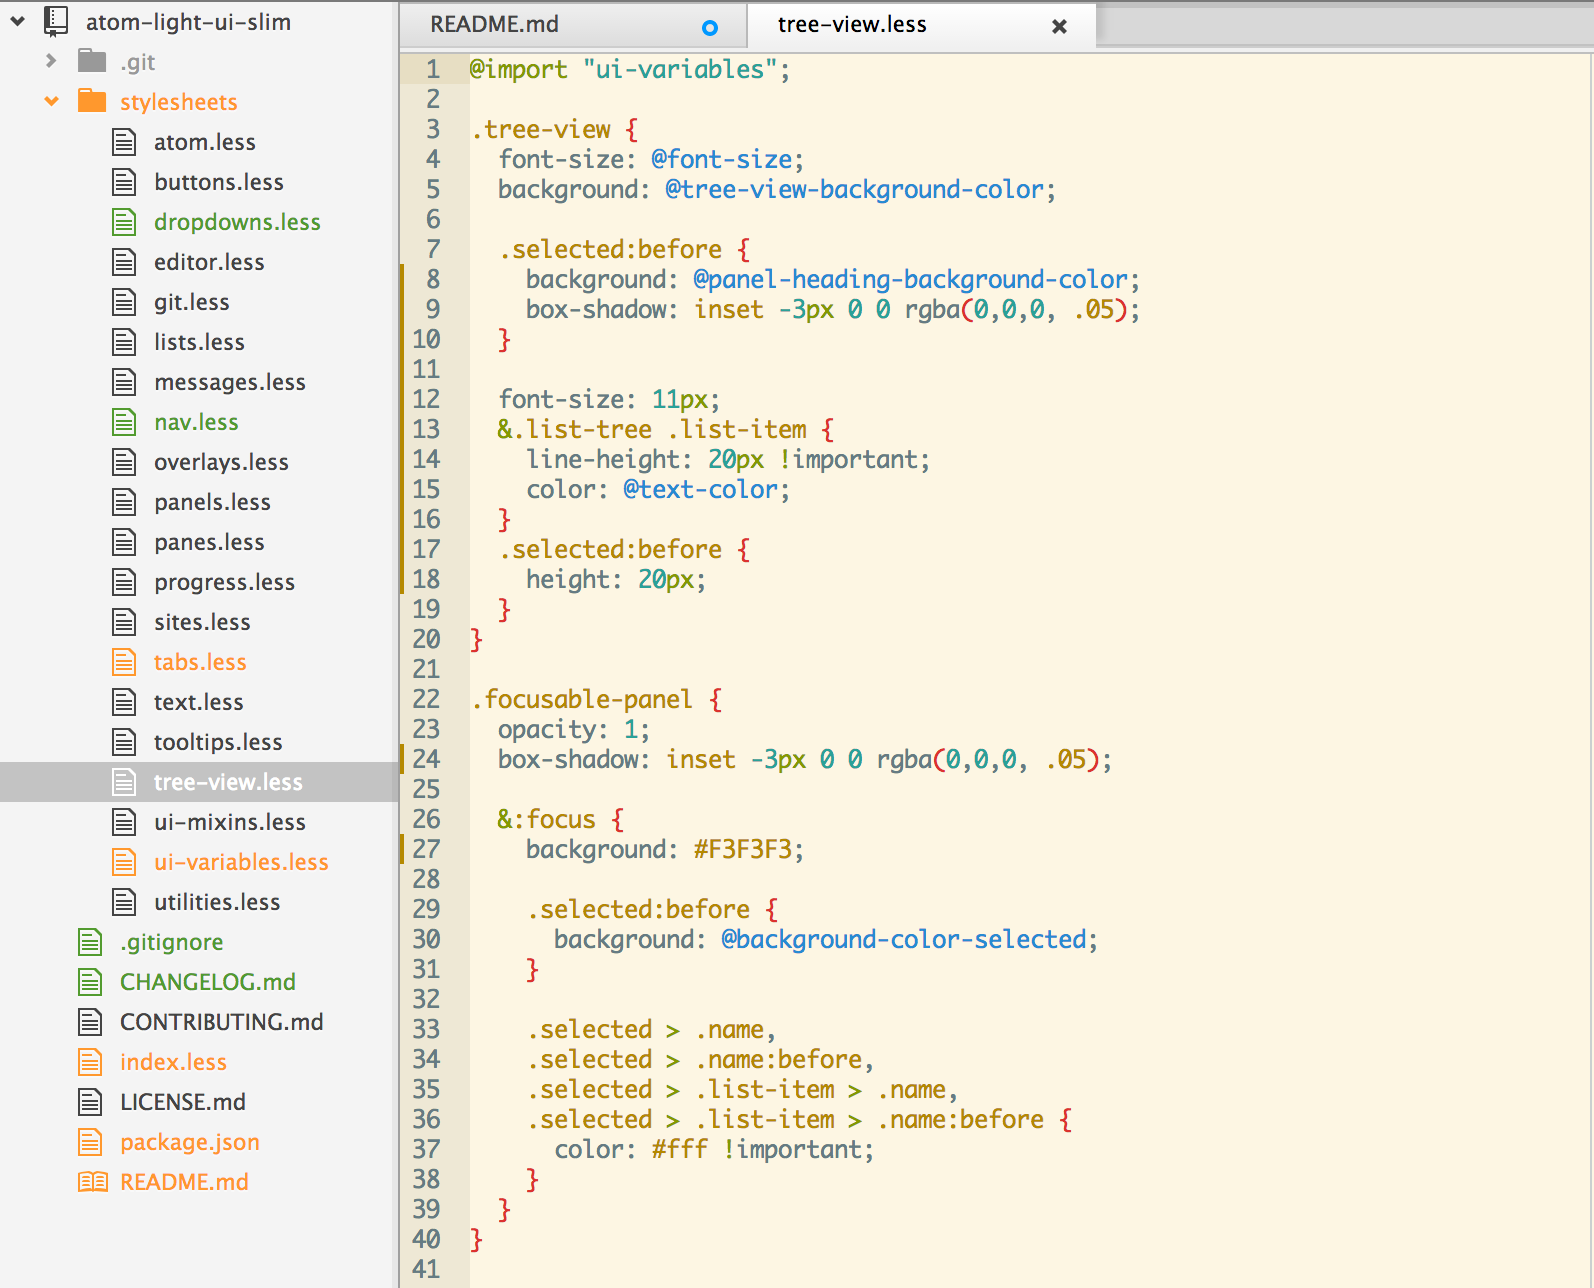 atom-light-ui-slim
.git
stylesheets
atom.less
buttons.less
dropdowns.less
editor.less
git.less
lists.less
messages.less
nav.less
overlays.less
panels.less
panes.less
progress.less
sites.less
tabs.less
text.less
tooltips.less
tree-view.less
ui-mixins.less
ui-variables.less
utilities.less
.gitignore
CHANGELOG.md
CONTRIBUTING.md
index.less
LICENSE.md
package.json
README.md
README.md
tree-view.less
1 @import "ui-variables";
2
3 .tree-view {
4 font-size: @font-size;
5 background: @tree-view-background-color;
6
7 .selected:before {
8 background: @panel-heading-background-color;
9 box-shadow: inset -3px 0 0 rgba(0,0,0, .05);
10 }
11
12 font-size: 11px;
13 &.list-tree .list-item {
14 line-height: 20px !important;
15 color: @text-color;
16 }
17 .selected:before {
18 height: 20px;
19 }
20 }
21
22 .focusable-panel {
23 opacity: 1;
24 box-shadow: inset -3px 0 0 rgba(0,0,0, .05);
25
26 &:focus {
27 background: #F3F3F3;
28
29 .selected:before {
30 background: @background-color-selected;
31 }
32
33 .selected > .name,
34 .selected > .name:before,
35 .selected > .list-item > .name,
36 .selected > .list-item > .name:before {
37 color: #fff !important;
38 }
39 }
40 }
41